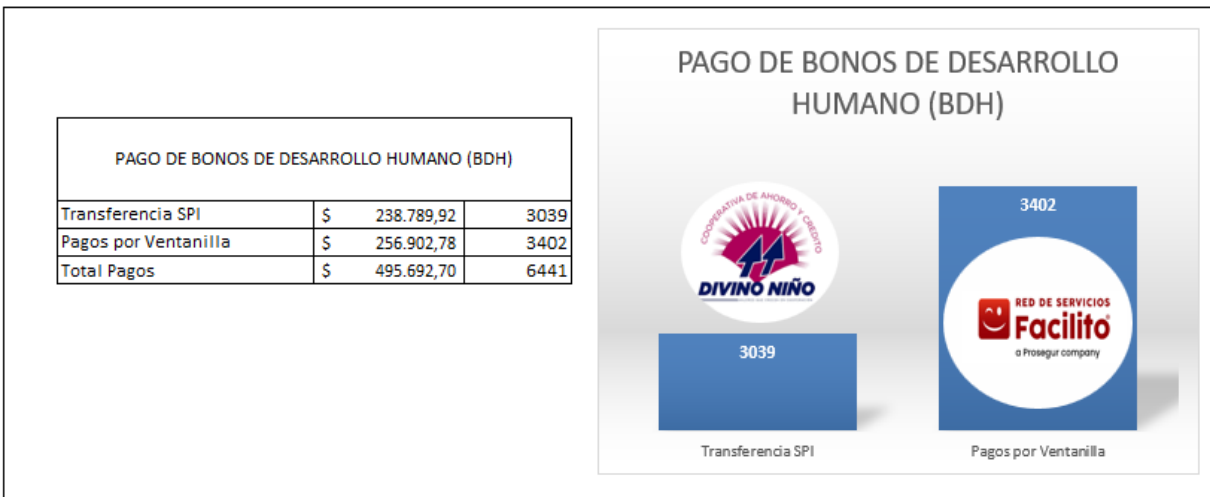 PAGO DE BONOS DE DESARROLLO HUMANO (BDH)
Transferencia SPI $ 238.789,92 3039
Pagos por Ventanilla $ 256.902,78 3402
Total Pagos $ 495.692,70 6441
PAGO DE BONOS DE DESARROLLO
HUMANO (BDH)
COOPERATIVA DE AHORRO Y CREDITO
DIVINO NIÑO
3039
3402
RED DE SERVICIOS
Facilito
a Prosegur company
Transferencia SPI
Pagos por Ventanilla